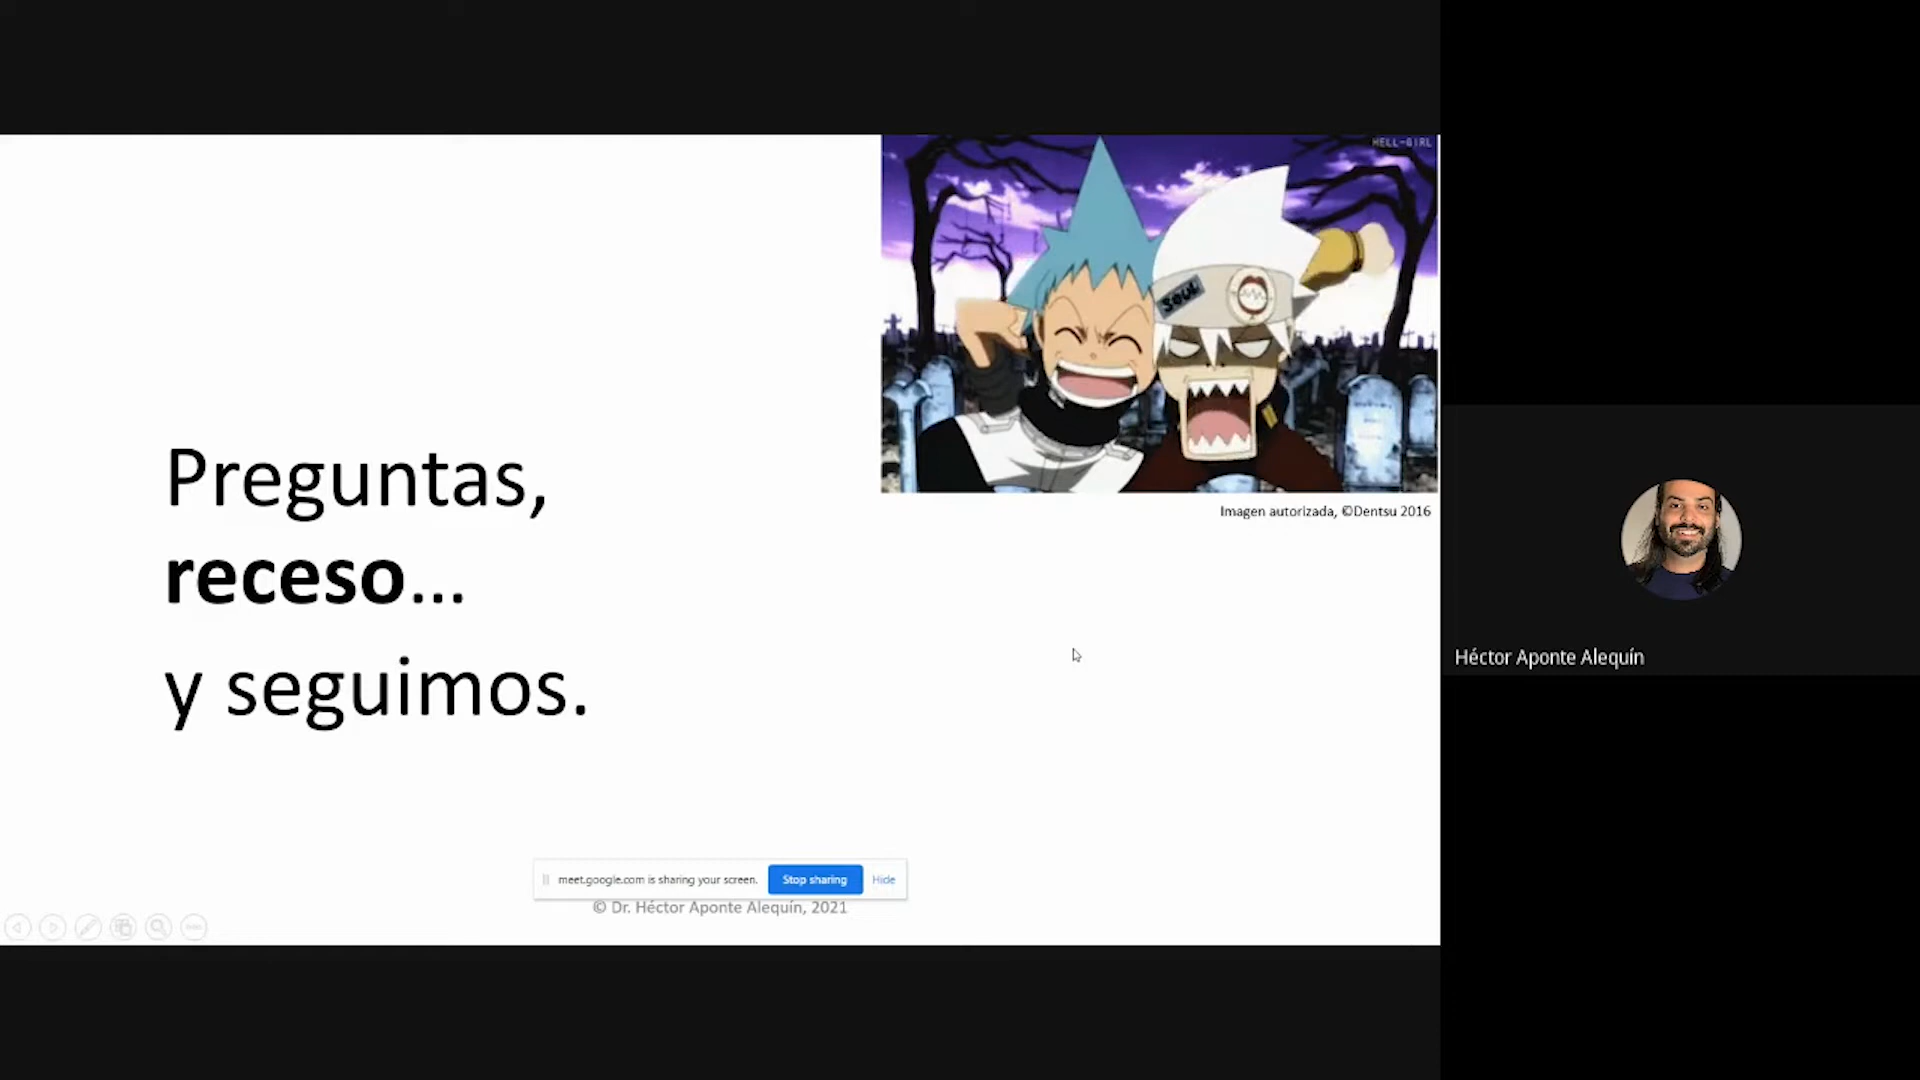 HELL-GIRL
SOUL
Imagen autorizada, ©Dentsu 2016
Preguntas,
receso...
y seguimos.
meet.google.com is sharing your screen. Stop sharing Hide
© Dr. Héctor Aponte Alequín, 2021
Héctor Aponte Alequín